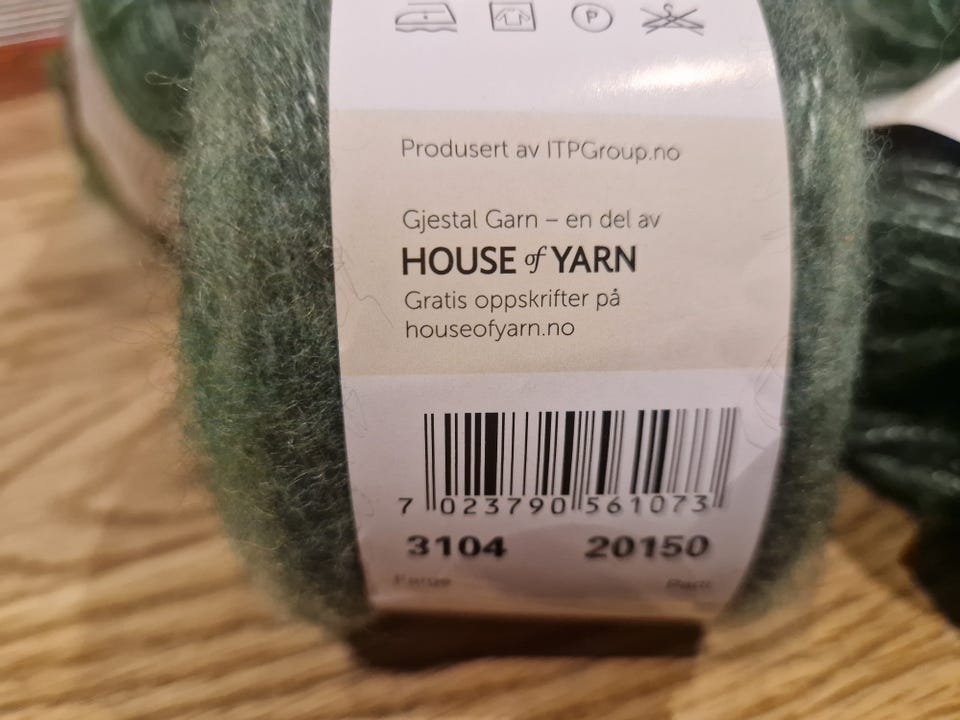 P
Produsert av ITPGroup.no
Gjestal Garn – en del av
HOUSE of YARN
Gratis oppskrifter på
houseofyarn.no
7 023790 561073
3104 20150
Farge Parti